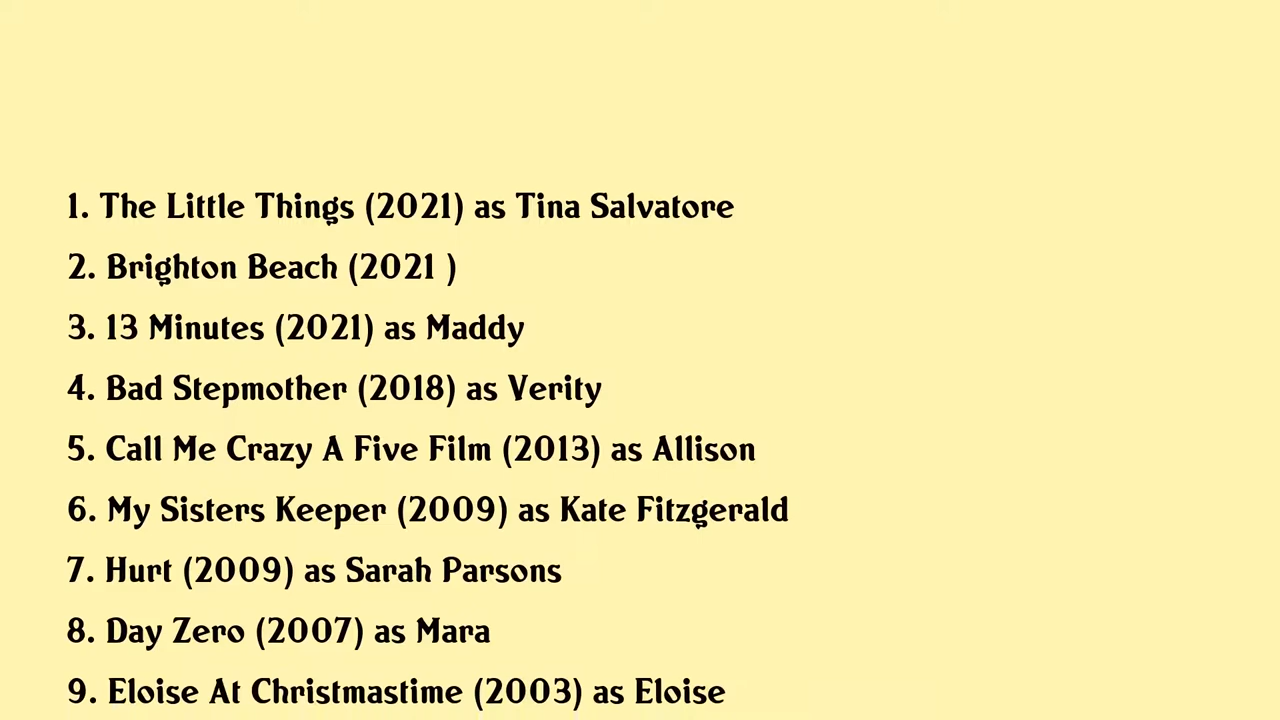 1. The Little Things (2021) as Tina Salvatore
2. Brighton Beach (2021 )
3. 13 Minutes (2021) as Maddy
4. Bad Stepmother (2018) as Verity
5. Call Me Crazy A Five Film (2013) as Allison
6. My Sisters Keeper (2009) as Kate Fitzgerald
7. Hurt (2009) as Sarah Parsons
8. Day Zero (2007) as Mara
9. Eloise At Christmastime (2003) as Eloise